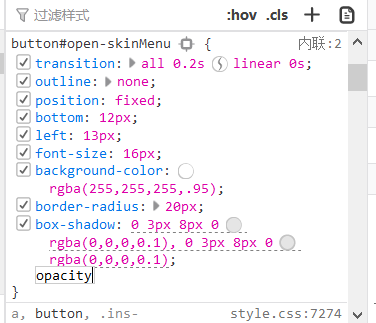 过滤样式 :hov .cls
button#open-skinMenu { 内联:2
transition: all 0.2s linear 0s;
outline: none;
position: fixed;
bottom: 12px;
left: 13px;
font-size: 16px;
background-color:
rgba(255,255,255,.95);
border-radius: 20px;
box-shadow: 0 3px 8px 0
rgba(0,0,0,0.1), 0 3px 8px 0
rgba(0,0,0,0.1);
opacity
}
a, button, .ins- style.css:7274